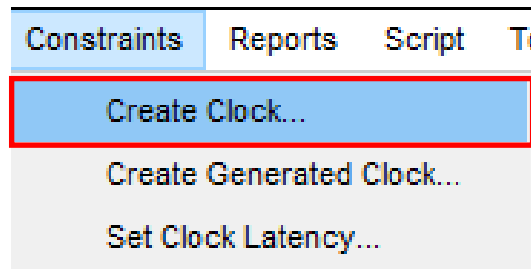 Constraints Reports Script
Create Clock...
Create Generated Clock...
Set Clock Latency...